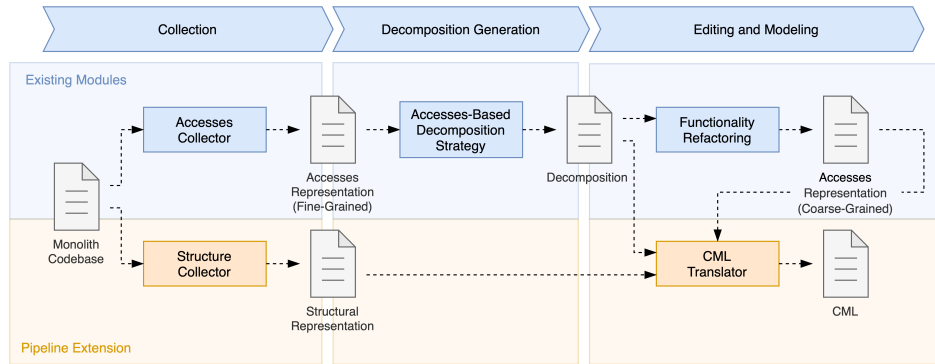 Collection
Decomposition Generation
Editing and Modeling
Existing Modules
Accesses
Collector
Accesses
Representation
(Fine-Grained)
Accesses-Based
Decomposition
Strategy
Decomposition
Functionality
Refactoring
Accesses
Representation
(Coarse-Grained)
Monolith
Codebase
Structure
Collector
Structural
Representation
CML
Translator
CML
Pipeline Extension